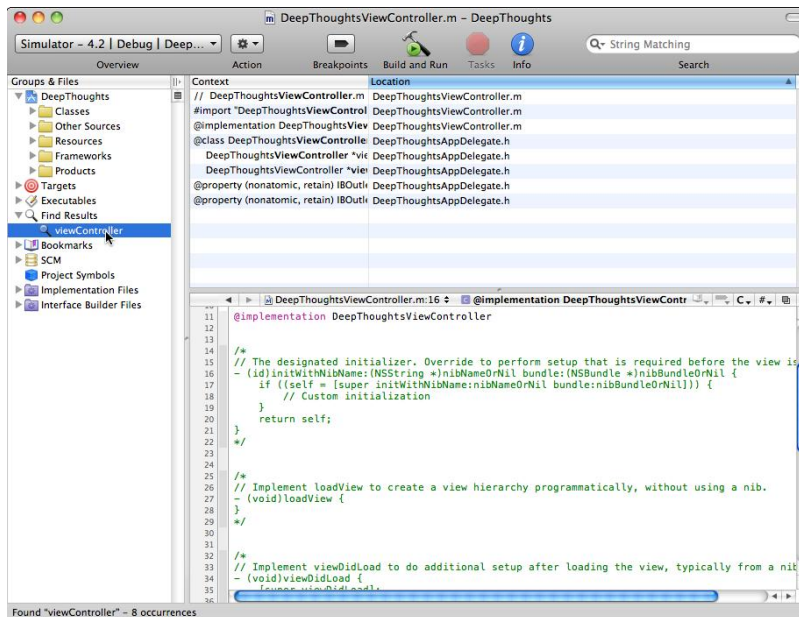 DeepThoughtsViewController.m – DeepThoughts
Simulator - 4.2 | Debug | Deep...
String Matching
Overview
Action
Breakpoints
Build and Run
Tasks
Info
Search
Groups & Files
Context
Location
DeepThoughts
Classes
Other Sources
Resources
Frameworks
Products
Targets
Executables
Find Results
viewController
Bookmarks
SCM
Project Symbols
Implementation Files
Interface Builder Files
// DeepThoughtsViewController.m DeepThoughtsViewController.m
#import "DeepThoughtsViewControl DeepThoughtsViewController.m
@implementation DeepThoughtsView DeepThoughtsViewController.m
@class DeepThoughtsViewControlle DeepThoughtsAppDelegate.h
DeepThoughtsViewController *vie DeepThoughtsAppDelegate.h
DeepThoughtsViewController *vie DeepThoughtsAppDelegate.h
@property (nonatomic, retain) IBOutl DeepThoughtsAppDelegate.h
@property (nonatomic, retain) IBOutl DeepThoughtsAppDelegate.h
DeepThoughtsViewController.m:16 @implementation DeepThoughtsViewContr C, #,
11 @implementation DeepThoughtsViewController
12
13
14 /*
15 // The designated initializer. Override to perform setup that is required before the view is
16 - (id)initWithNibName:(NSString *)nibNameOrNil bundle:(NSBundle *)nibBundleOrNil {
17 if ((self = [super initWithNibName:nibNameOrNil bundle:nibBundleOrNil])) {
18 // Custom initialization
19 }
20 return self;
21 }
22 */
23
24
25 /*
26 // Implement loadView to create a view hierarchy programmatically, without using a nib.
27 - (void)loadView {
28 }
29 */
30
31
32 /*
33 // Implement viewDidLoad to do additional setup after loading the view, typically from a nib
34 - (void)viewDidLoad {
35 [super viewDidLoad];
Found "viewController" – 8 occurrences